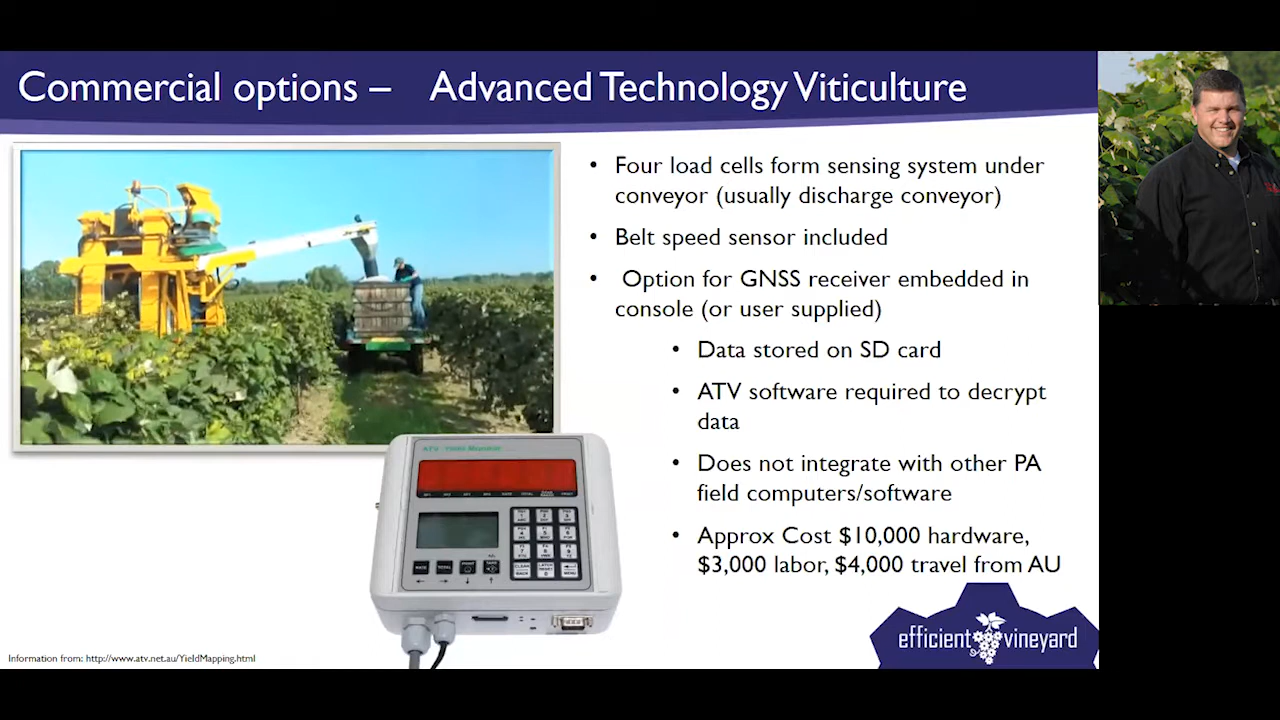 Commercial options – Advanced Technology Viticulture
• Four load cells form sensing system under
conveyor (usually discharge conveyor)
• Belt speed sensor included
• Option for GNSS receiver embedded in
console (or user supplied)
• Data stored on SD card
• ATV software required to decrypt
data
• Does not integrate with other PA
field computers/software
• Approx Cost $10,000 hardware,
$3,000 labor, $4,000 travel from AU
efficient vineyard
Information from: http://www.atv.net.au/YieldMapping.html